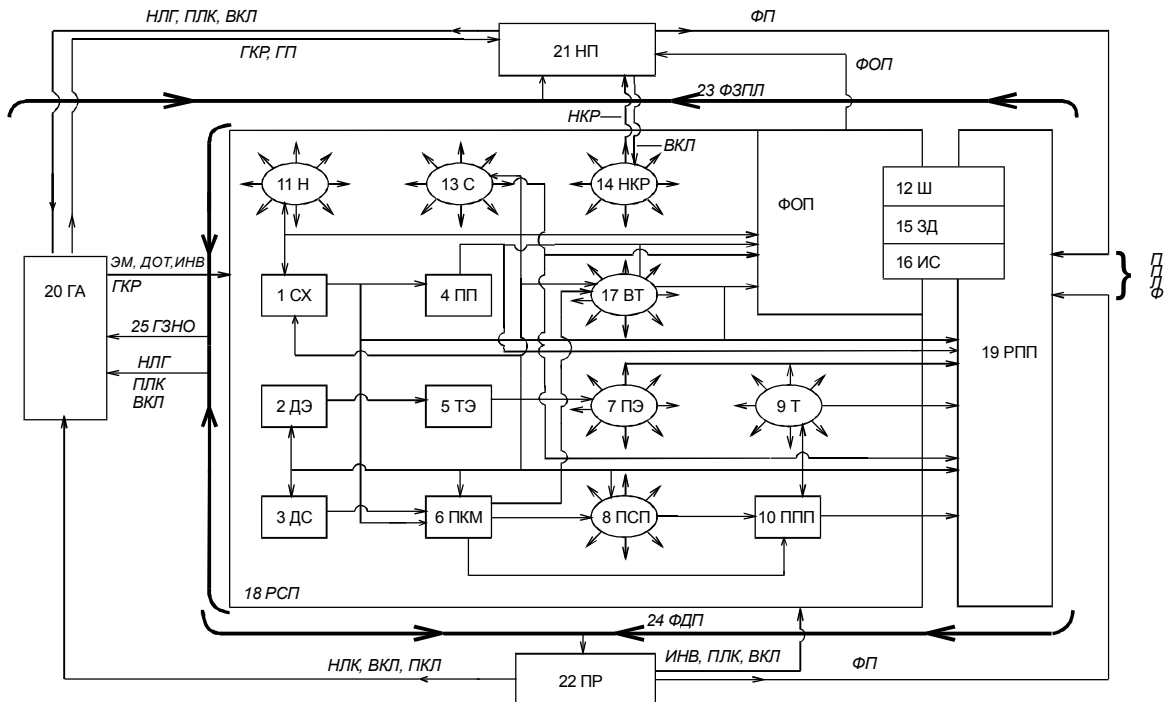 НЛГ, ПЛК, ВКЛ
ФП
21 НП
ГКР, ГП
ФОП
23 ФЗПЛ
НКР
ВКЛ
11 Н
13 С
14 НКР
ФОП
12 Ш
15 ЗД
16 ИС
ЭМ, ДОТ,ИНВ
ГКР
20 ГА
1 СХ
4 ПП
17 ВТ
П
П
Л
Ф
25 ГЗНО
НЛГ
ПЛК
ВКЛ
19 РПП
2 ДЭ
5 ТЭ
7 ПЭ
9 Т
3 ДС
6 ПКМ
8 ПСП
10 ППП
18 РСП
24 ФДП
НЛК, ВКЛ, ПКЛ
22 ПР
ИНВ, ПЛК, ВКЛ
ФП